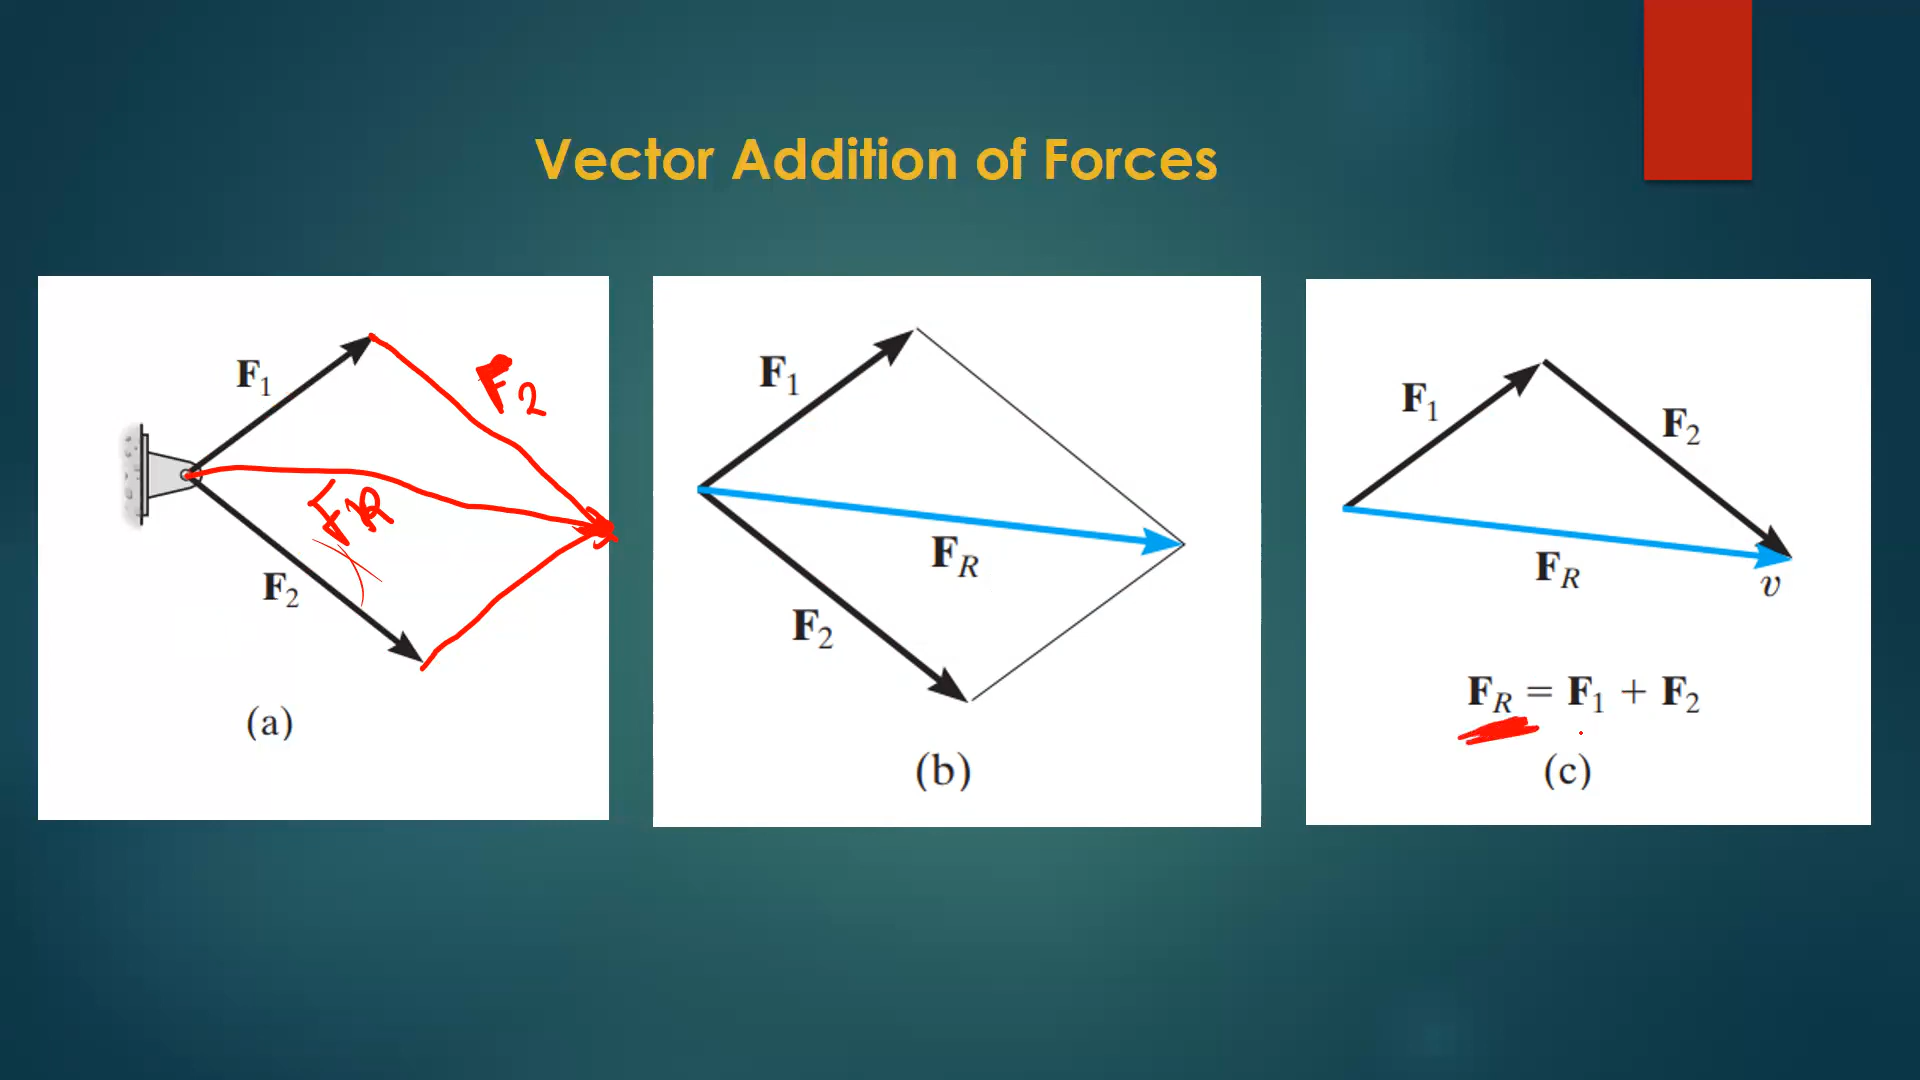 Vector Addition of Forces
F1
F2
FR
F2
(a)
F1
FR
F2
(b)
F1
F2
FR
v
FR = F1 + F2
(c)